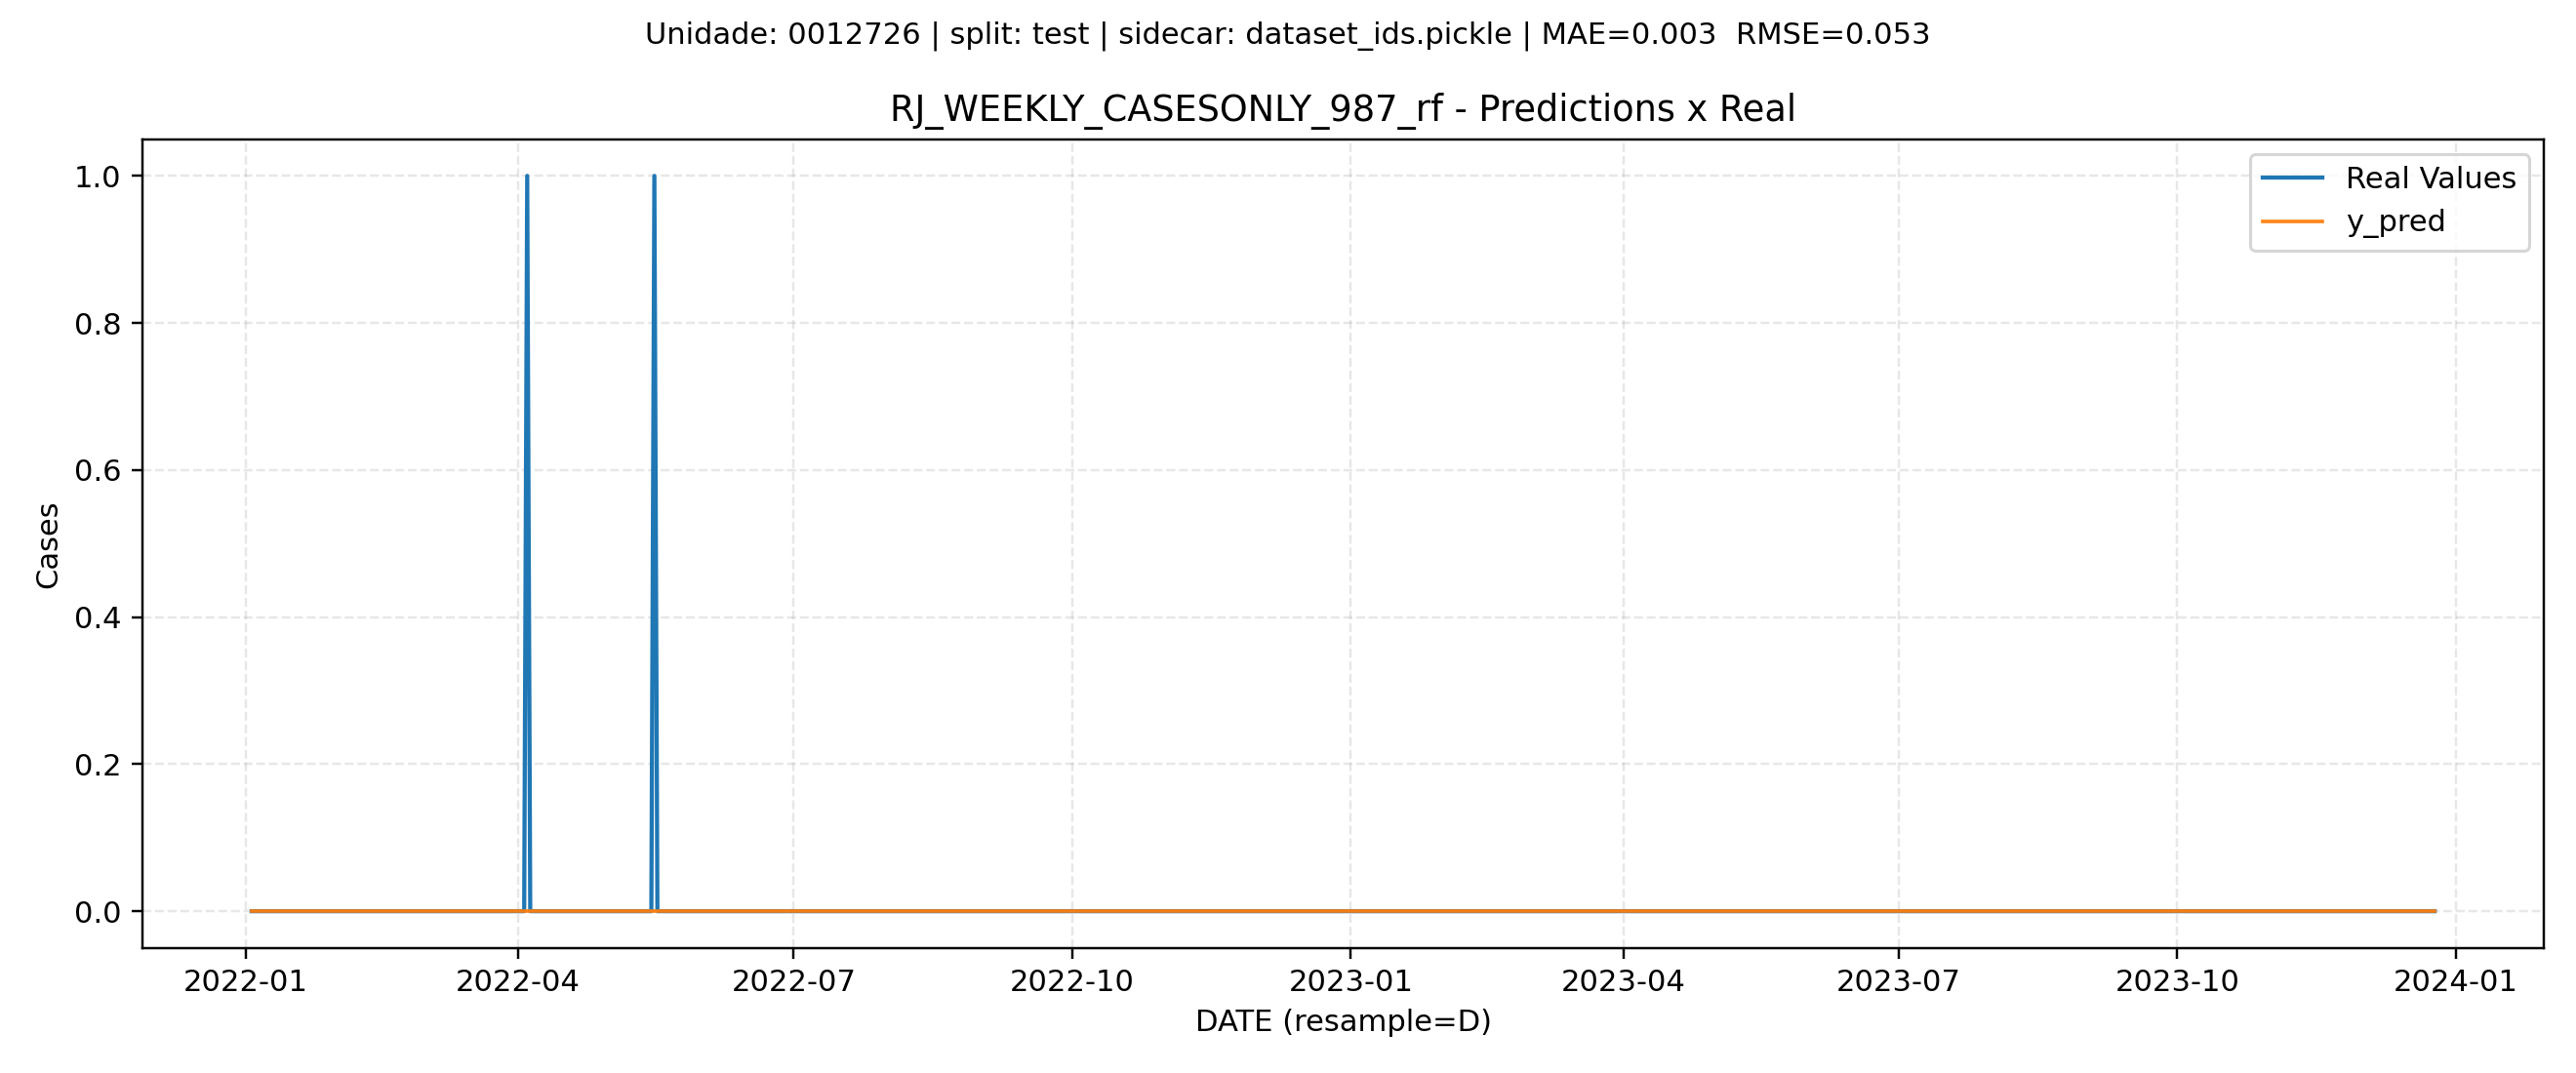 Unidade: 0012726 | split: test | sidecar: dataset_ids.pickle | MAE=0.003  RMSE=0.053
RJ_WEEKLY_CASESONLY_987_rf - Predictions x Real
Real Values
y_pred
1.0
0.8
0.6
0.4
0.2
0.0
Cases
2022-01
2022-04
2022-07
2022-10
2023-01
2023-04
2023-07
2023-10
2024-01
DATE (resample=D)